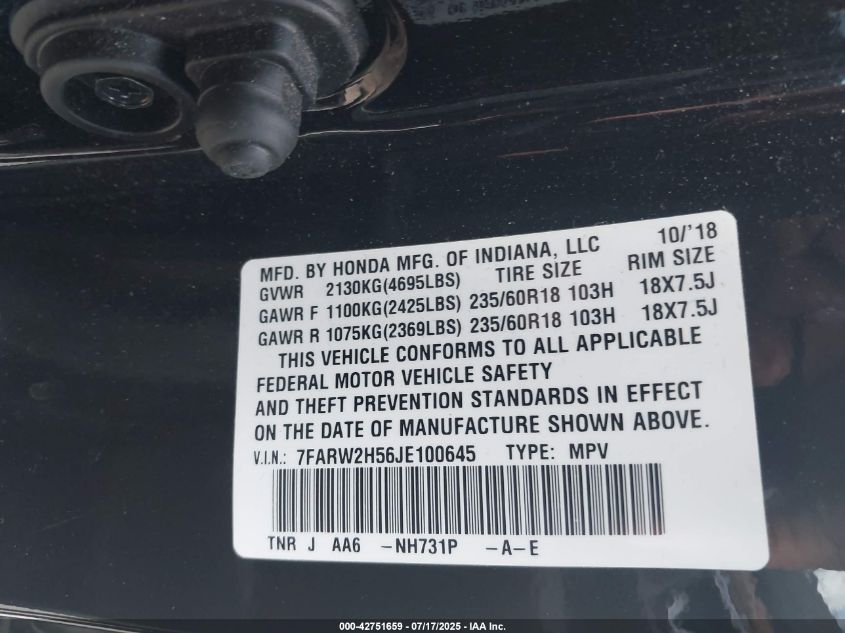 MFD. BY HONDA MFG. OF INDIANA, LLC 10/'18
GVWR 2130KG(4695LBS) TIRE SIZE RIM SIZE
GAWR F 1100KG(2425LBS) 235/60R18 103H 18X7.5J
GAWR R 1075KG(2369LBS) 235/60R18 103H 18X7.5J
THIS VEHICLE CONFORMS TO ALL APPLICABLE
FEDERAL MOTOR VEHICLE SAFETY
AND THEFT PREVENTION STANDARDS IN EFFECT
ON THE DATE OF MANUFACTURE SHOWN ABOVE.
V.I.N.: 7FARW2H56JE100645 TYPE: MPV
TNR J AA6 -NH731P -A-E
000-42751659 - 07/17/2025 - IAA Inc.